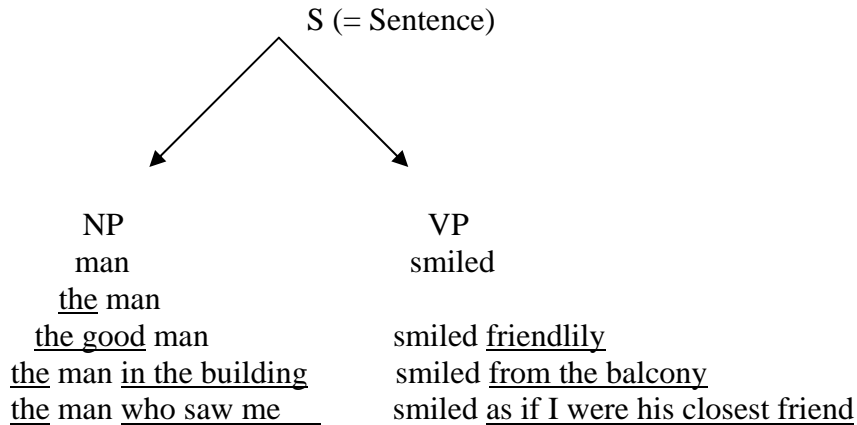 S (= Sentence)
NP VP
man smiled
the man
the good man smiled friendlily
the man in the building smiled from the balcony
the man who saw me smiled as if I were his closest friend